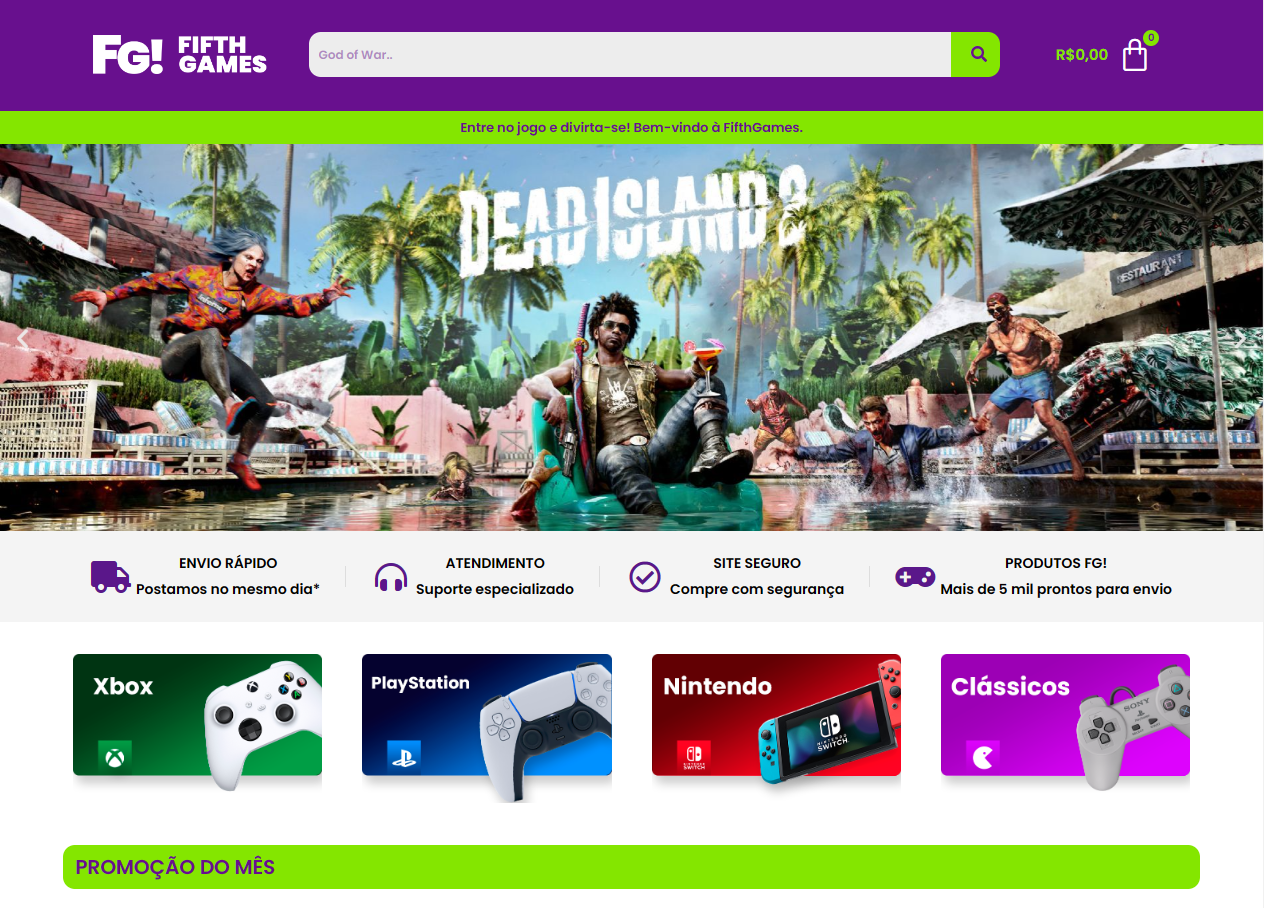 FG! FIFTH GAMES
God of War..
R$0,00
0
Entre no jogo e divirta-se! Bem-vindo à FifthGames.
DEAD ISLAND 2
RESTAURANT
ENVIO RÁPIDO
Postamos no mesmo dia*
ATENDIMENTO
Suporte especializado
SITE SEGURO
Compre com segurança
PRODUTOS FG!
Mais de 5 mil prontos para envio
Xbox
PlayStation
Nintendo
NINTENDO
SWITCH
NINTENDO
SWITCH
Clássicos
SONY
PROMOÇÃO DO MÊS